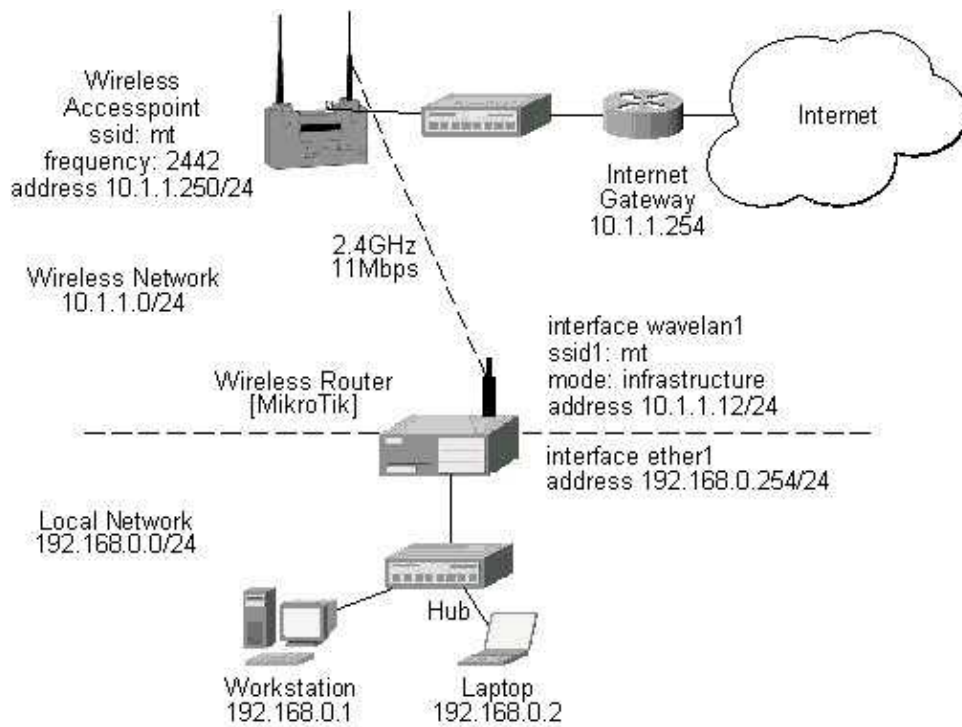 Wireless
Accesspoint
ssid: mt
frequency: 2442
address 10.1.1.250/24
Internet
Internet
Gateway
10.1.1.254
2.4GHz
11Mbps
Wireless Network
10.1.1.0/24
interface wavelan1
ssid1: mt
mode: infrastructure
address 10.1.1.12/24
Wireless Router
[MikroTik]
interface ether1
address 192.168.0.254/24
Local Network
192.168.0.0/24
Hub
Workstation
192.168.0.1
Laptop
192.168.0.2